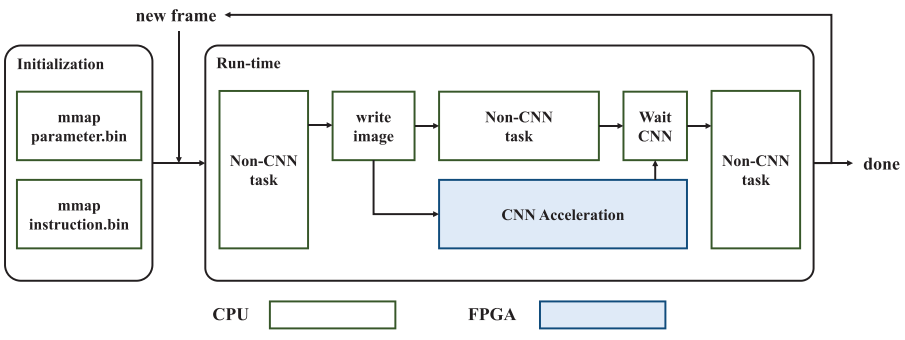 new frame
Initialization
mmap
parameter.bin
mmap
instruction.bin
Run-time
Non-CNN
task
write
image
Non-CNN
task
Wait
CNN
CNN Acceleration
Non-CNN
task
done
CPU
FPGA